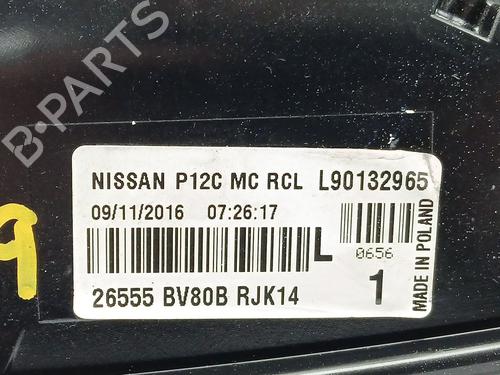 B-PARTS
NISSAN P12C MC RCL L90132965
09/11/2016 07:26:17
L
0656
26555 BV80B RJK14
1
MADE IN POLAND
9